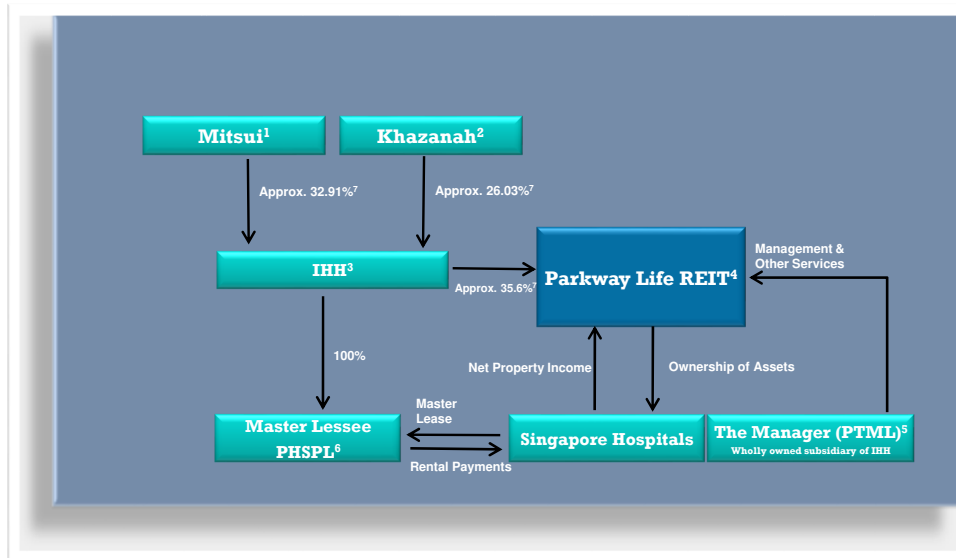 Mitsui¹
Khazanah²
Approx. 32.91%⁷
Approx. 26.03%⁷
IHH³
Approx. 35.6%⁷
Parkway Life REIT⁴
Management &
Other Services
100%
Net Property Income
Ownership of Assets
Master
Lease
Master Lessee
PHSPL⁶
Rental Payments
Singapore Hospitals
The Manager (PTML)⁵
Wholly owned subsidiary of IHH